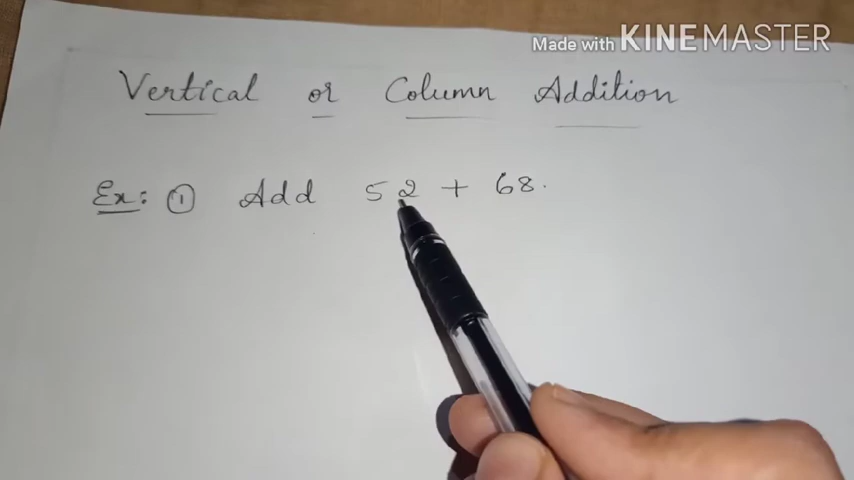 Made with KINEMASTER
Vertical or Column Addition
Ex: ① Add 52 + 68.